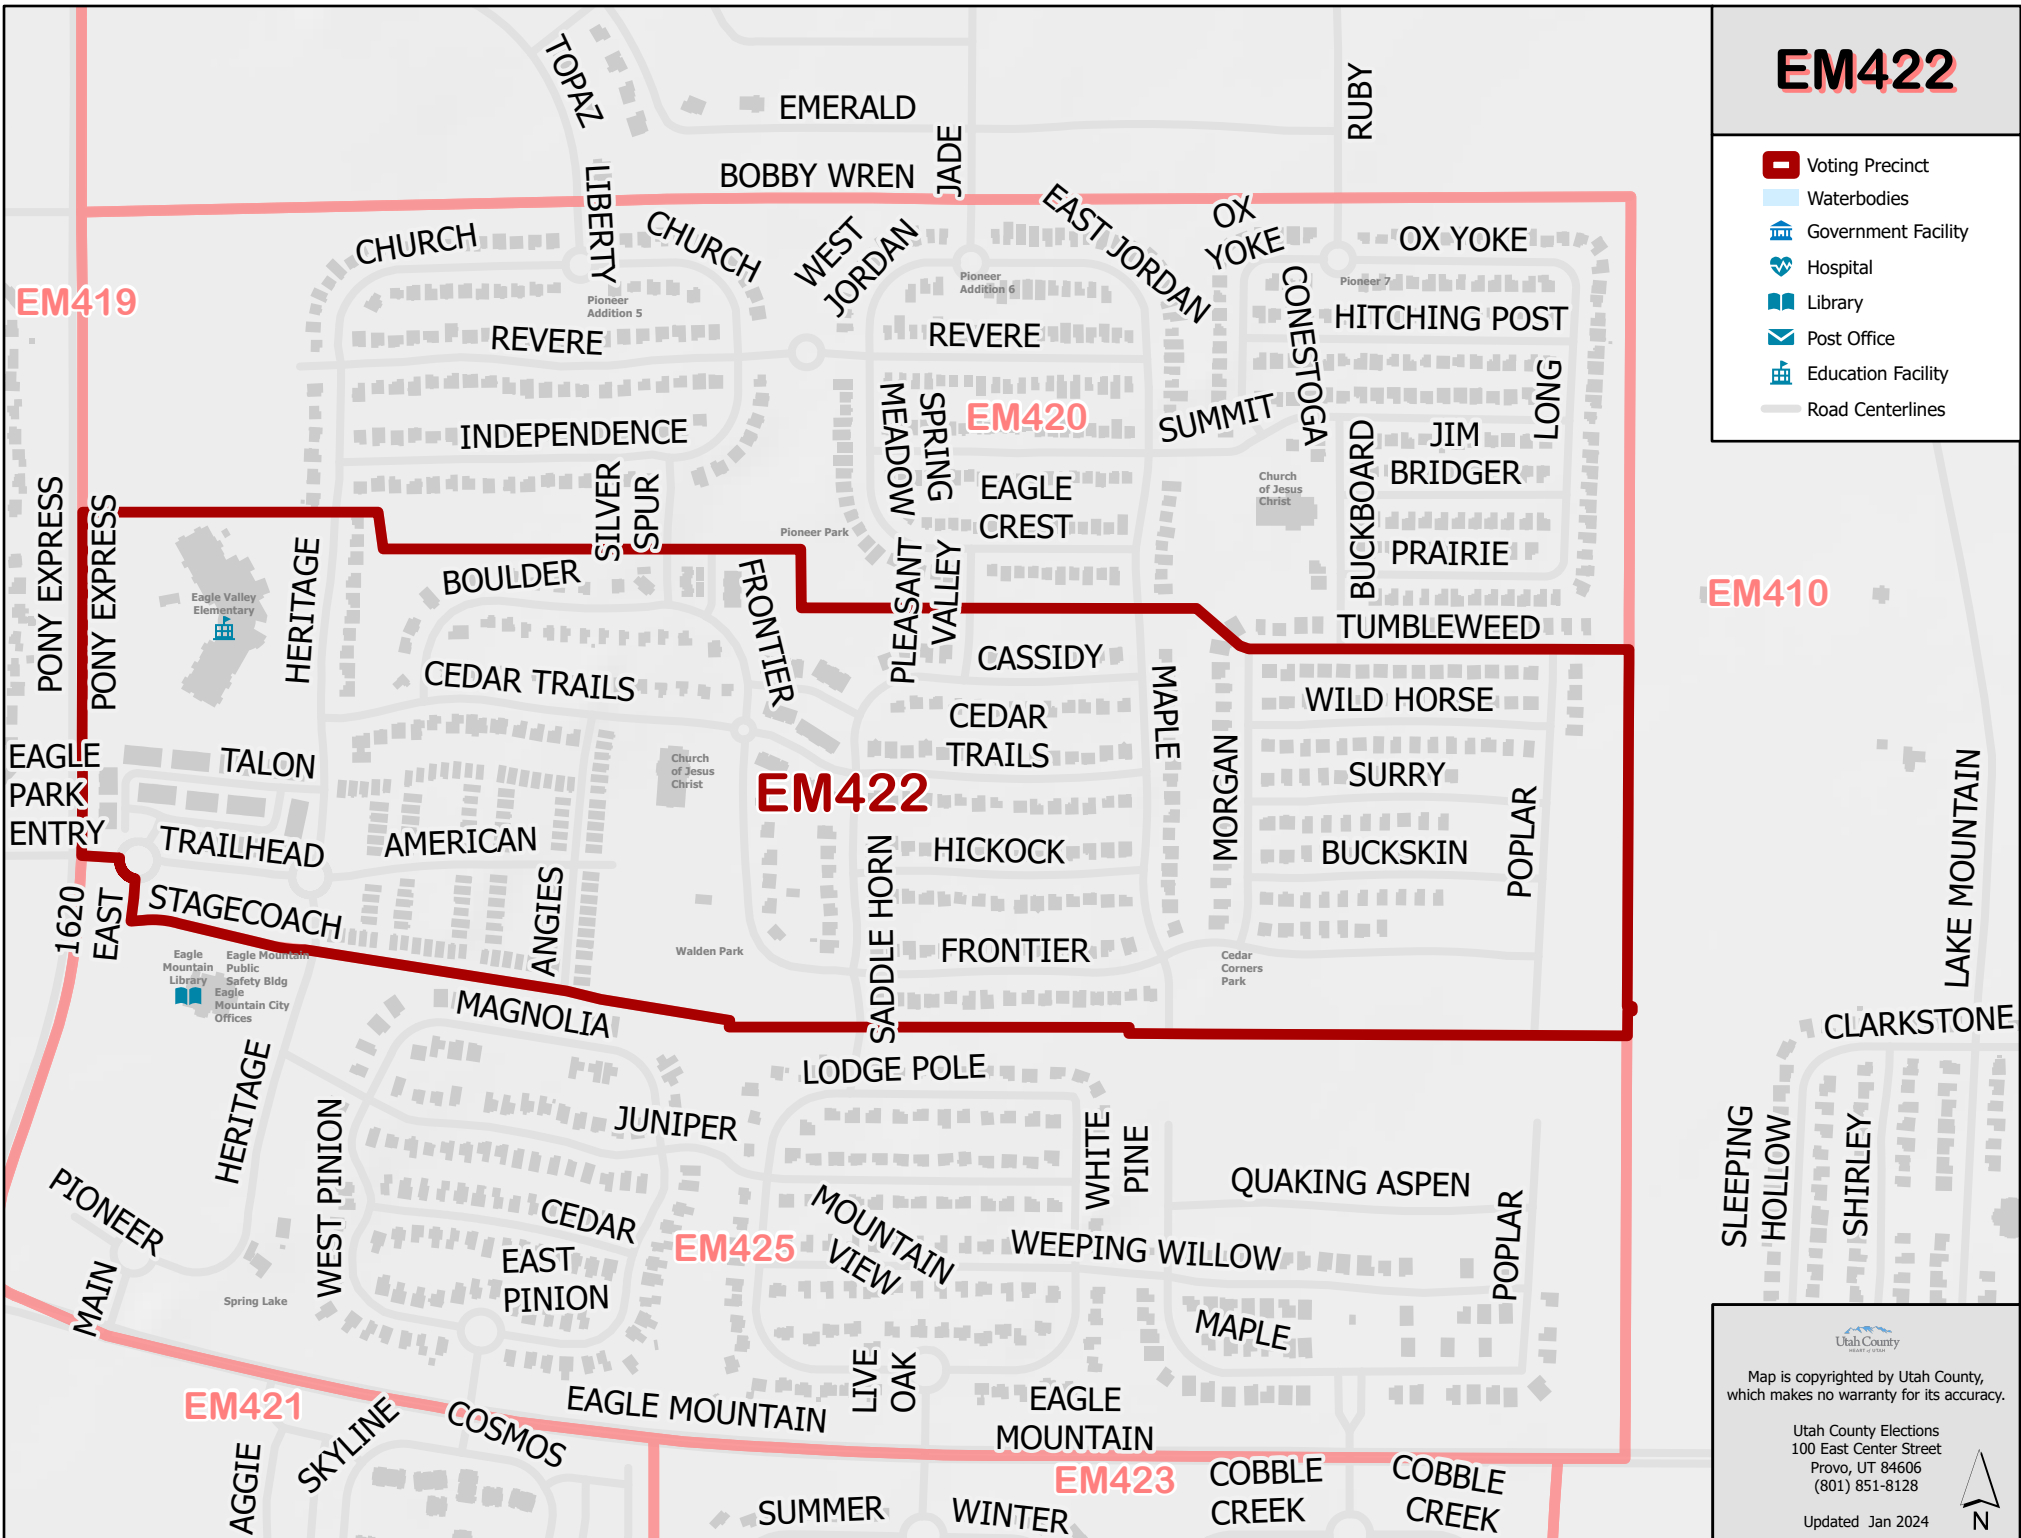 EM422
Voting Precinct
Waterbodies
Government Facility
Hospital
Library
Post Office
Education Facility
Road Centerlines
TOPAZ
EMERALD
JADE
RUBY
BOBBY WREN
LIBERTY
CHURCH
CHURCH
WEST
JORDAN
EAST JORDAN
OX
YOKE
OX YOKE
Pioneer
Addition 5
Pioneer
Addition 6
Pioneer 7
EM419
REVERE
REVERE
CONESTOGA
HITCHING POST
LONG
MEADOW
SPRING
EM420
SUMMIT
INDEPENDENCE
SILVER
SPUR
EAGLE
CREST
Church
of Jesus
Christ
BUCKBOARD
JIM
BRIDGER
PRAIRIE
PONY EXPRESS
PONY EXPRESS
Pioneer Park
HERITAGE
BOULDER
FRONTIER
PLEASANT
VALLEY
EM410
Eagle Valley
Elementary
TUMBLEWEED
CEDAR TRAILS
CASSIDY
MAPLE
WILD HORSE
CEDAR
TRAILS
MORGAN
EAGLE
PARK
ENTRY
TALON
Church
of Jesus
Christ
EM422
SURRY
POPLAR
LAKE MOUNTAIN
TRAILHEAD
AMERICAN
SADDLE HORN
HICKOCK
BUCKSKIN
1620
EAST
STAGECOACH
ANGIES
Walden Park
FRONTIER
Cedar
Corners
Park
Eagle
Mountain
Library
Eagle Mountain
Public
Safety Bldg
Eagle
Mountain City
Offices
MAGNOLIA
CLARKSTONE
HERITAGE
LODGE POLE
JUNIPER
WHITE
PINE
WEST PINION
SLEEPING
HOLLOW
SHIRLEY
PIONEER
CEDAR
QUAKING ASPEN
POPLAR
MOUNTAIN
VIEW
WEEPING WILLOW
EM425
EAST
PINION
MAIN
Spring Lake
MAPLE
LIVE
OAK
EM421
SKYLINE
COSMOS
EAGLE MOUNTAIN
EAGLE
MOUNTAIN
AGGIE
EM423
COBBLE
CREEK
COBBLE
CREEK
SUMMER
WINTER
Utah County
HEART of UTAH
Map is copyrighted by Utah County,
which makes no warranty for its accuracy.
Utah County Elections
100 East Center Street
Provo, UT 84606
(801) 851-8128
Updated Jan 2024
N